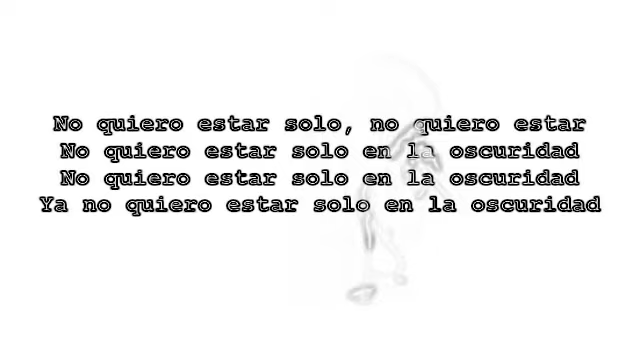 No quiero estar solo, no quiero estar
No quiero estar solo en la oscuridad
No quiero estar solo en la oscuridad
Ya no quiero estar solo en la oscuridad